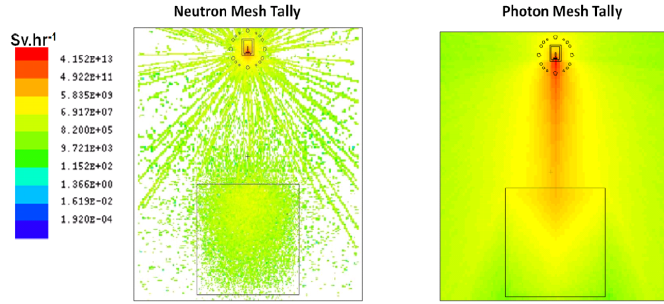 Neutron Mesh Tally
Photon Mesh Tally
Sv.hr-1
4.152E+13
4.922E+11
5.835E+09
6.917E+07
8.200E+05
9.721E+03
1.152E+02
1.366E+00
1.619E-02
1.920E-04